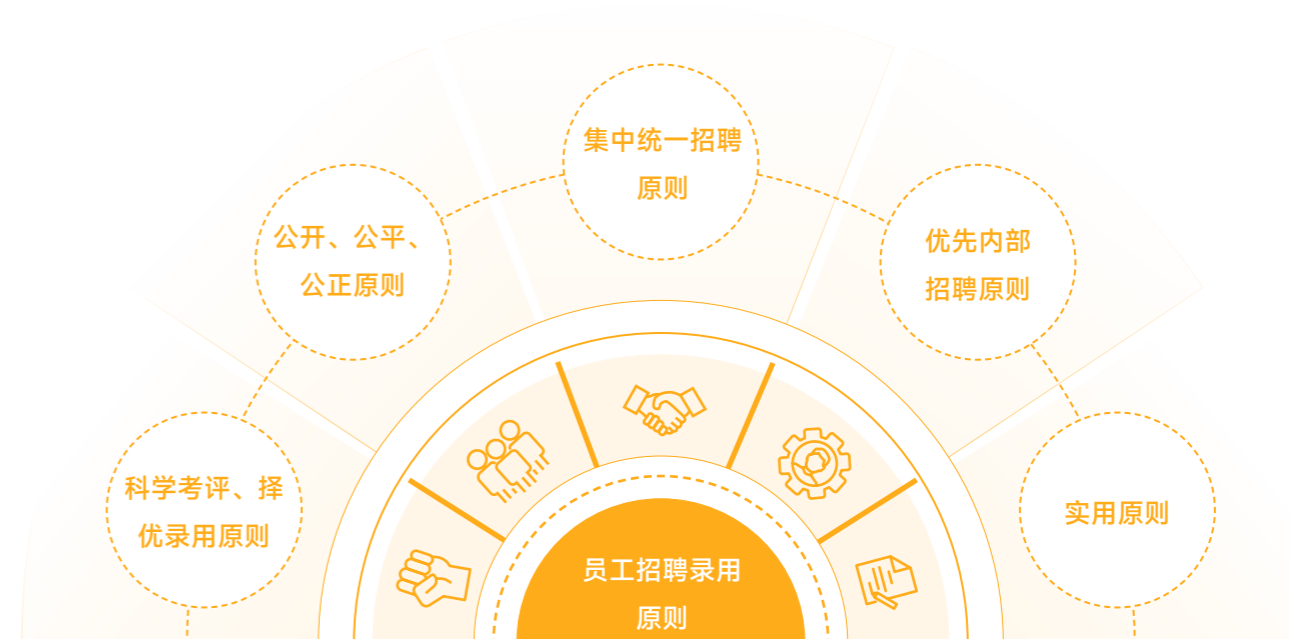 集中统一招聘
原则
公开、公平、
公正原则
优先内部
招聘原则
科学考评、择
优录用原则
实用原则
员工招聘录用
原则